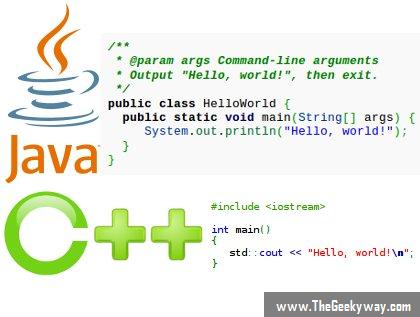 /**
 * @param args Command-line arguments
 * Output "Hello, world!", then exit.
 */
public class HelloWorld {
  public static void main(String[] args) {
    System.out.println("Hello, world!");
  }
}
Java
C++
#include <iostream>
int main()
{
   std::cout << "Hello, world!\n";
}
www.TheGeekyway.com